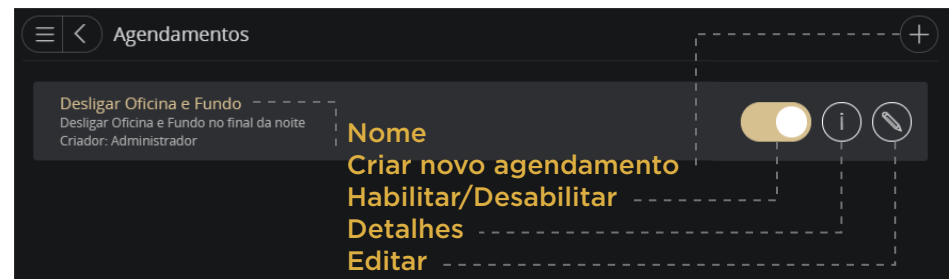 Agendamentos
Desligar Oficina e Fundo
Desligar Oficina e Fundo no final da noite
Criador: Administrador
Nome
Criar novo agendamento
Habilitar/Desabilitar
Detalhes
Editar
i